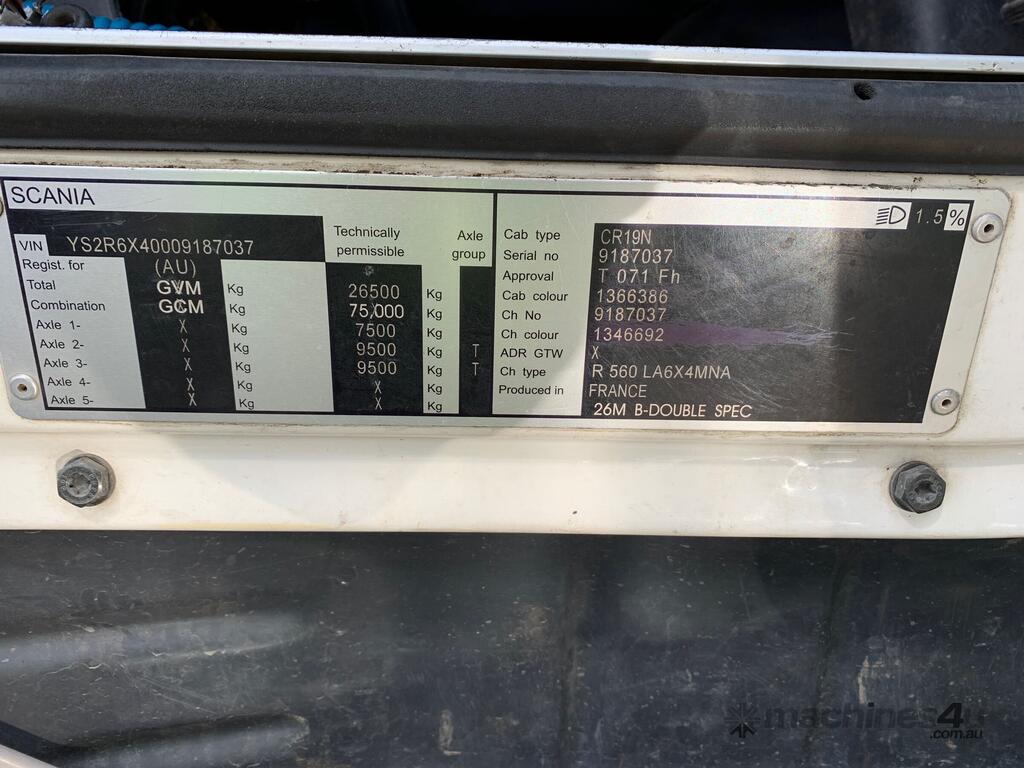 SCANIA
VIN YS2R6X40009187037
Technically permissible
Axle group
Regist. for (AU)
Total GVM Kg 26500 Kg
Combination GCM Kg 75,000 Kg
Axle 1- X Kg 7500 Kg
Axle 2- X Kg 9500 Kg T
Axle 3- X Kg 9500 Kg T
Axle 4- X Kg X Kg
Axle 5- X Kg X Kg
1.5%
Cab type CR19N
Serial no 9187037
Approval T 071 Fh
Cab colour 1366386
Ch No 9187037
Ch colour 1346692
ADR GTW X
Ch type R 560 LA6X4MNA
Produced in FRANCE
26M B-DOUBLE SPEC
machines4u
.com.au